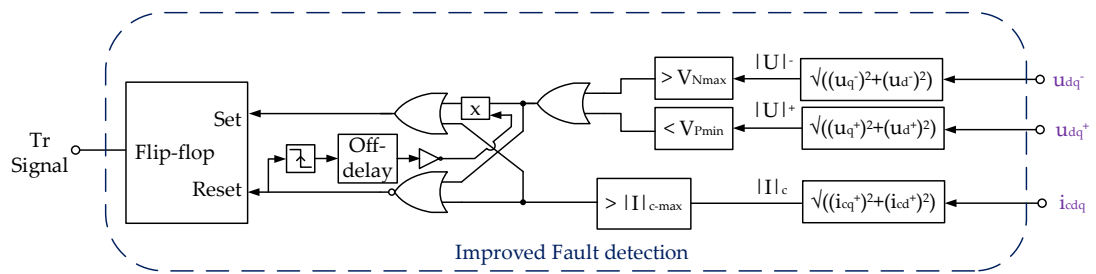 |U|-
> VNmax
√((uq-)2+(ud-)2)
udq-
Set
x
|U|+
< VPmin
√((uq+)2+(ud+)2)
udq+
Tr
Signal
Flip-flop
Off-
delay
Reset
|I|c
> |I|c-max
√((icq+)2+(icd+)2)
icdq
Improved Fault detection